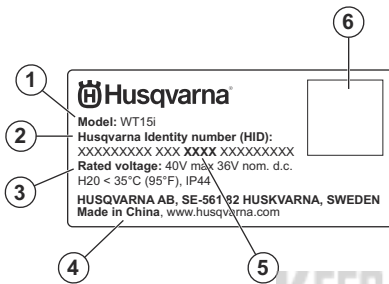 6
1
Husqvarna
Model: WT15i
2
Husqvarna Identity number (HID):
XXXXXXXXX XXX XXXX XXXXXXXXX
3
Rated voltage: 40V max 36V nom. d.c.
H20 < 35°C (95°F), IP44
HUSQVARNA AB, SE-561 82 HUSKVARNA, SWEDEN
Made in China, www.husqvarna.com
4
5